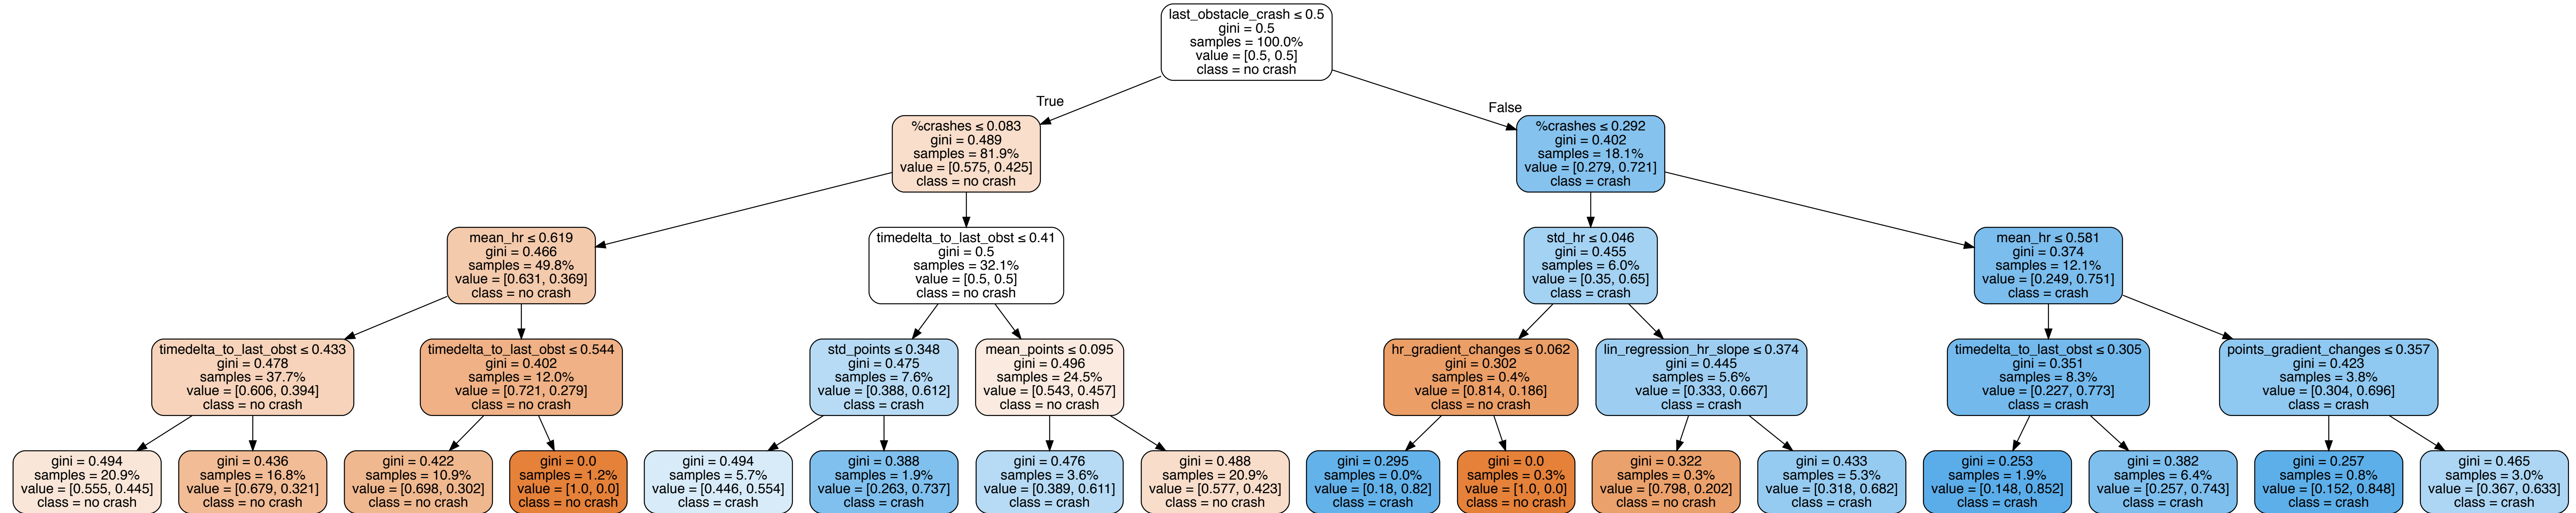 last_obstacle_crash ≤ 0.5
gini = 0.5
samples = 100.0%
value = [0.5, 0.5]
class = no crash
True
False
%crashes ≤ 0.083
gini = 0.489
samples = 81.9%
value = [0.575, 0.425]
class = no crash
%crashes ≤ 0.292
gini = 0.402
samples = 18.1%
value = [0.279, 0.721]
class = crash
mean_hr ≤ 0.619
gini = 0.466
samples = 49.8%
value = [0.631, 0.369]
class = no crash
timedelta_to_last_obst ≤ 0.41
gini = 0.5
samples = 32.1%
value = [0.5, 0.5]
class = no crash
std_hr ≤ 0.046
gini = 0.455
samples = 6.0%
value = [0.35, 0.65]
class = crash
mean_hr ≤ 0.581
gini = 0.374
samples = 12.1%
value = [0.249, 0.751]
class = crash
timedelta_to_last_obst ≤ 0.433
gini = 0.478
samples = 37.7%
value = [0.606, 0.394]
class = no crash
timedelta_to_last_obst ≤ 0.544
gini = 0.402
samples = 12.0%
value = [0.721, 0.279]
class = no crash
std_points ≤ 0.348
gini = 0.475
samples = 7.6%
value = [0.388, 0.612]
class = crash
mean_points ≤ 0.095
gini = 0.496
samples = 24.5%
value = [0.543, 0.457]
class = no crash
hr_gradient_changes ≤ 0.062
gini = 0.302
samples = 0.4%
value = [0.814, 0.186]
class = no crash
lin_regression_hr_slope ≤ 0.374
gini = 0.445
samples = 5.6%
value = [0.333, 0.667]
class = crash
timedelta_to_last_obst ≤ 0.305
gini = 0.351
samples = 8.3%
value = [0.227, 0.773]
class = crash
points_gradient_changes ≤ 0.357
gini = 0.423
samples = 3.8%
value = [0.304, 0.696]
class = crash
gini = 0.494
samples = 20.9%
value = [0.555, 0.445]
class = no crash
gini = 0.436
samples = 16.8%
value = [0.679, 0.321]
class = no crash
gini = 0.422
samples = 10.9%
value = [0.698, 0.302]
class = no crash
gini = 0.0
samples = 1.2%
value = [1.0, 0.0]
class = no crash
gini = 0.494
samples = 5.7%
value = [0.446, 0.554]
class = crash
gini = 0.388
samples = 1.9%
value = [0.263, 0.737]
class = crash
gini = 0.476
samples = 3.6%
value = [0.389, 0.611]
class = crash
gini = 0.488
samples = 20.9%
value = [0.577, 0.423]
class = no crash
gini = 0.295
samples = 0.0%
value = [0.18, 0.82]
class = crash
gini = 0.0
samples = 0.3%
value = [1.0, 0.0]
class = no crash
gini = 0.322
samples = 0.3%
value = [0.798, 0.202]
class = no crash
gini = 0.433
samples = 5.3%
value = [0.318, 0.682]
class = crash
gini = 0.253
samples = 1.9%
value = [0.148, 0.852]
class = crash
gini = 0.382
samples = 6.4%
value = [0.257, 0.743]
class = crash
gini = 0.257
samples = 0.8%
value = [0.152, 0.848]
class = crash
gini = 0.465
samples = 3.0%
value = [0.367, 0.633]
class = crash